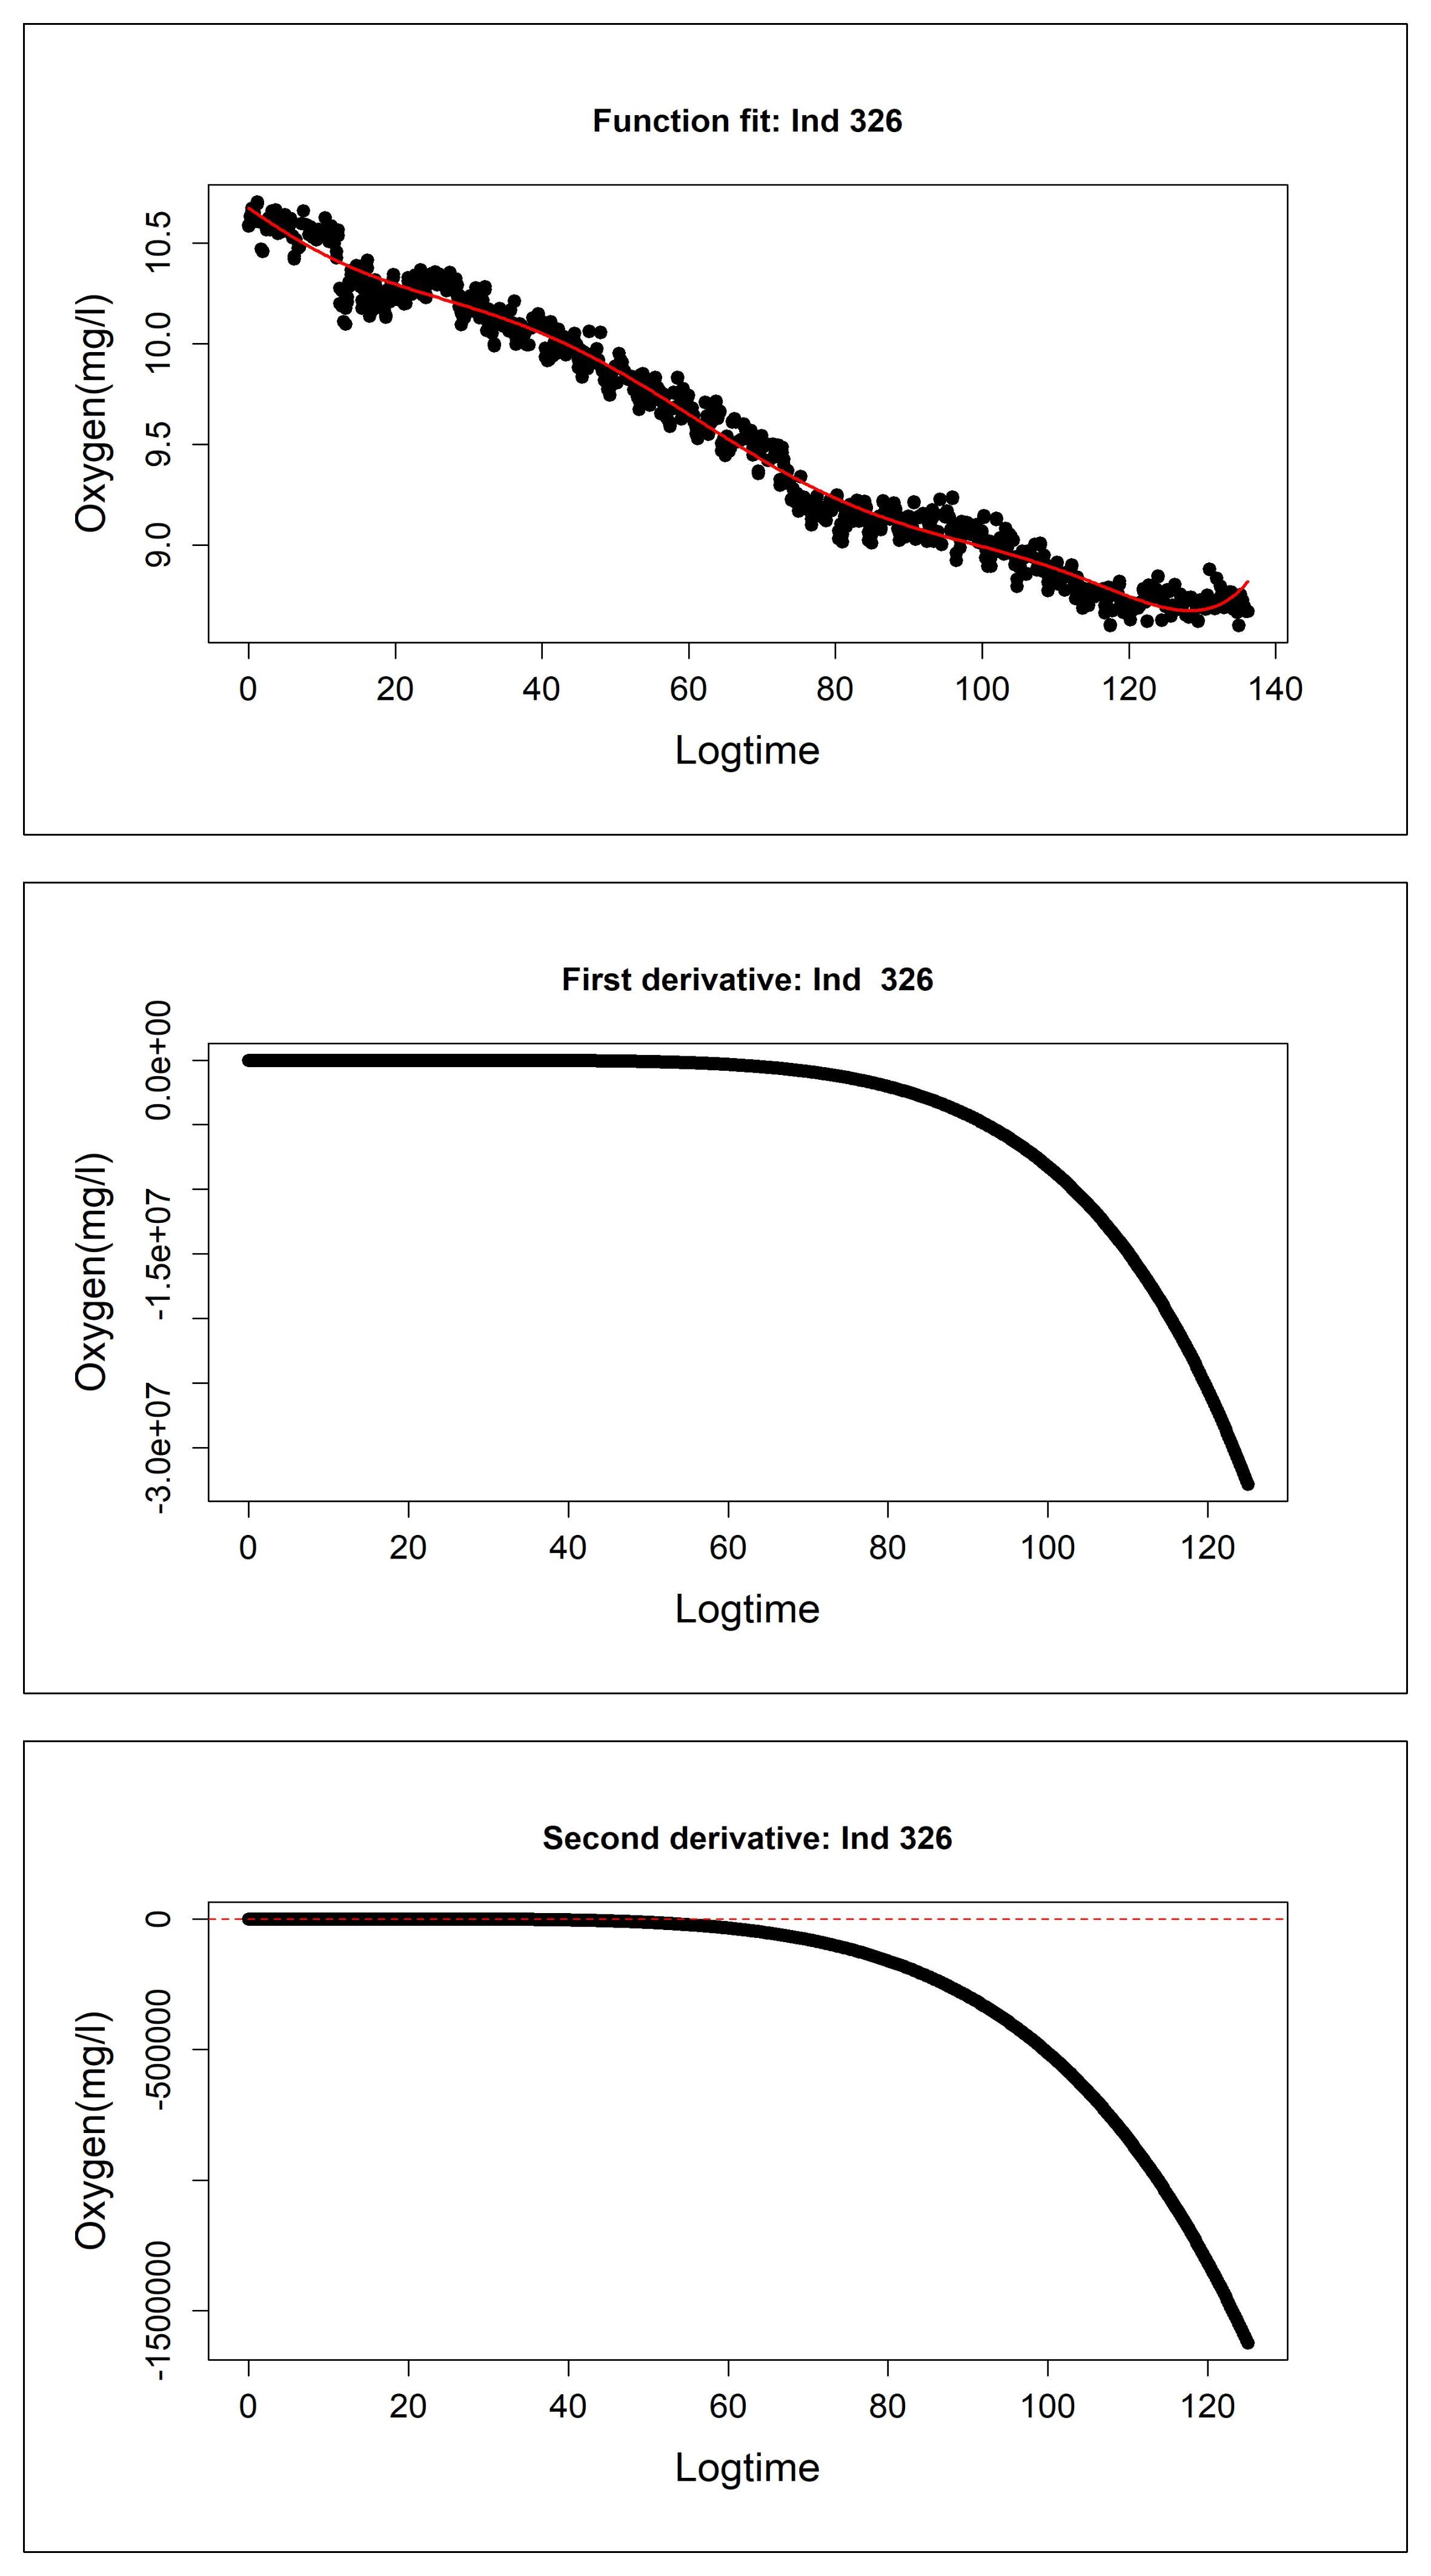 Function fit: Ind 326
Oxygen(mg/l)
10.5
10.0
9.5
9.0
0 20 40 60 80 100 120 140
Logtime
First derivative: Ind  326
Oxygen(mg/l)
0.0e+00
-1.5e+07
-3.0e+07
0 20 40 60 80 100 120
Logtime
Second derivative: Ind 326
Oxygen(mg/l)
0
-500000
-1500000
0 20 40 60 80 100 120
Logtime